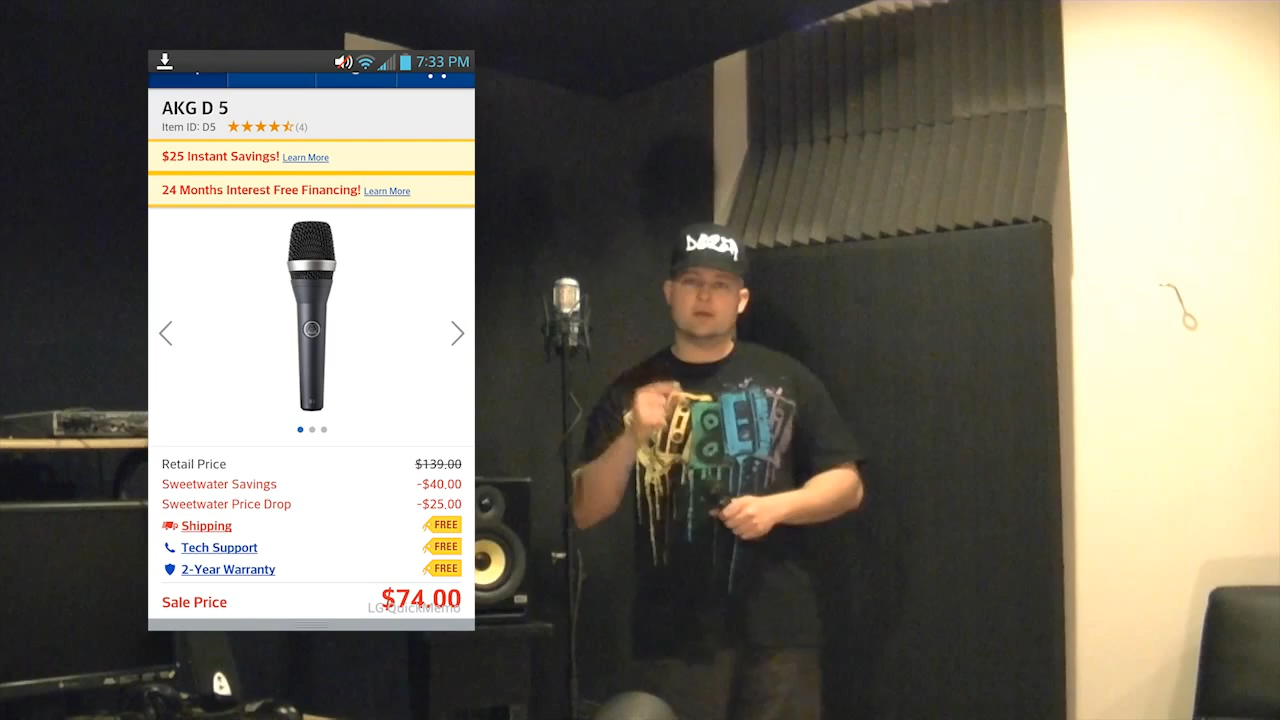 7:33 PM
AKG D 5
Item ID: D5 (4)
$25 Instant Savings! Learn More
24 Months Interest Free Financing! Learn More
Retail Price $139.00
Sweetwater Savings -$40.00
Sweetwater Price Drop -$25.00
Shipping FREE
Tech Support FREE
2-Year Warranty FREE
Sale Price $74.00
LG QuickMemo